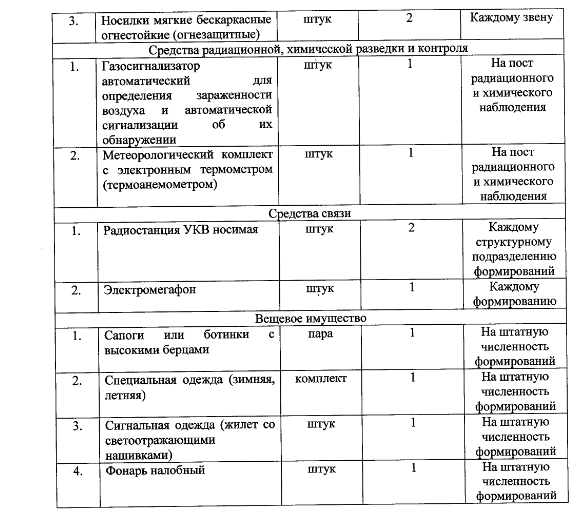 3. Носилки мягкие бескаркасные штук 2 Каждому звену
огнестойкие (огнезащитные)
Средства радиационной, химической разведки и контроля
1. Газосигнализатор штук 1 На пост
автоматический для радиационного
определения зараженности и химического
воздуха и автоматической наблюдения
сигнализации об их
обнаружении
2. Метеорологический комплект штук 1 На пост
с электронным термометром радиационного
(термоанемометром) и химического
наблюдения
Средства связи
1. Радиостанция УКВ носимая штук 2 Каждому
структурному
подразделению
формирований
2. Электромегафон штук 1 Каждому
формированию
Вещевое имущество
1. Сапоги или ботинки с пара 1 На штатную
высокими берцами численность
формирований
2. Специальная одежда (зимняя, комплект 1 На штатную
летняя) численность
формирований
3. Сигнальная одежда (жилет со штук 1 На штатную
светоотражающими численность
нашивками) формирований
4. Фонарь налобный штук 1 На штатную
численность
формирований